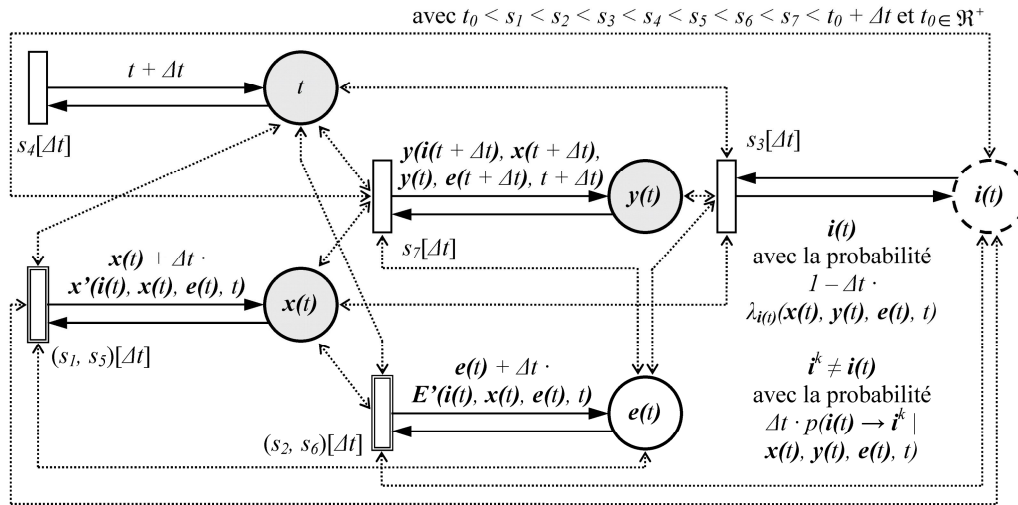 avec t₀ < s₁ < s₂ < s₃ < s₄ < s₅ < s₆ < s₇ < t₀ + Δt et t₀ ∈ ℜ⁺
t + Δt
t
s₄[Δt]
s₃[Δt]
y(i(t + Δt), x(t + Δt),
y(t), e(t + Δt), t + Δt)
y(t)
i(t)
s₇[Δt]
x(t) + Δt ·
x’(i(t), x(t), e(t), t)
x(t)
(s₁, s₅)[Δt]
i(t)
avec la probabilité
1 – Δt ·
λi(t)(x(t), y(t), e(t), t)
e(t) + Δt ·
E’(i(t), x(t), e(t), t)
e(t)
(s₂, s₆)[Δt]
iᵏ ≠ i(t)
avec la probabilité
Δt · p(i(t) → iᵏ |
x(t), y(t), e(t), t)